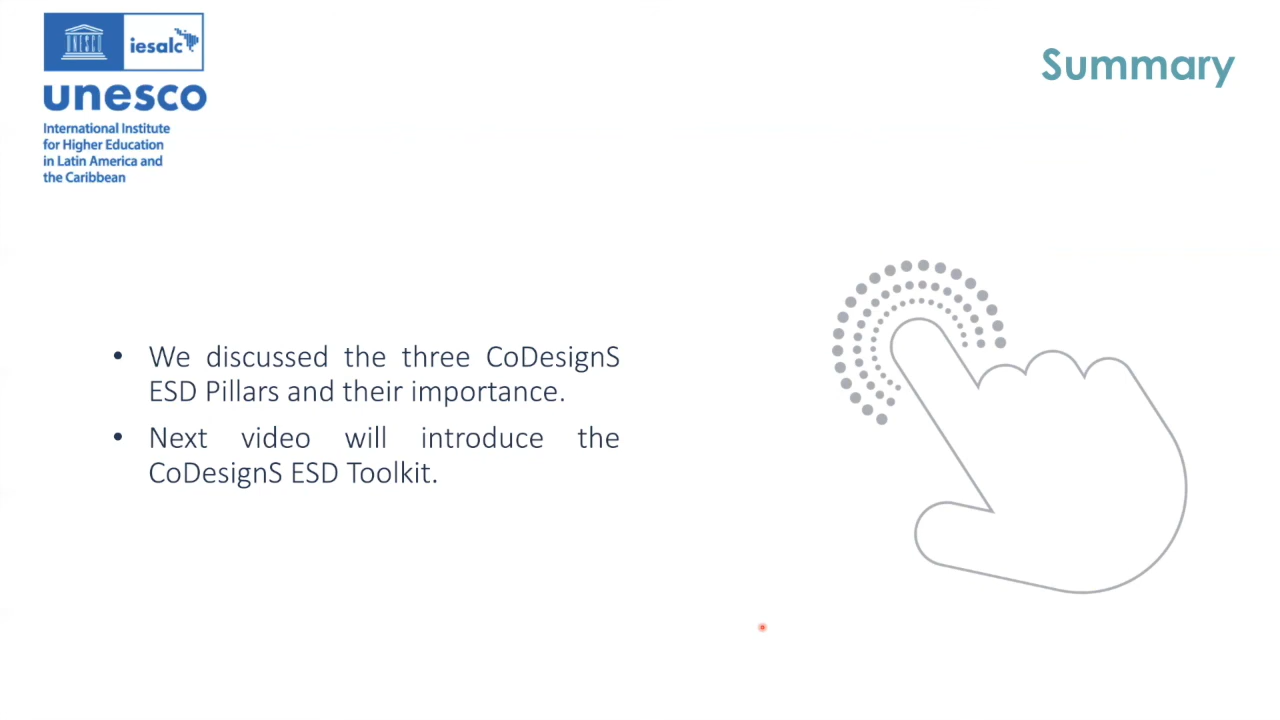 UNESCO
iesalc
unesco
International Institute
for Higher Education
in Latin America and
the Caribbean
Summary
• We discussed the three CoDesignS
ESD Pillars and their importance.
• Next video will introduce the
CoDesignS ESD Toolkit.